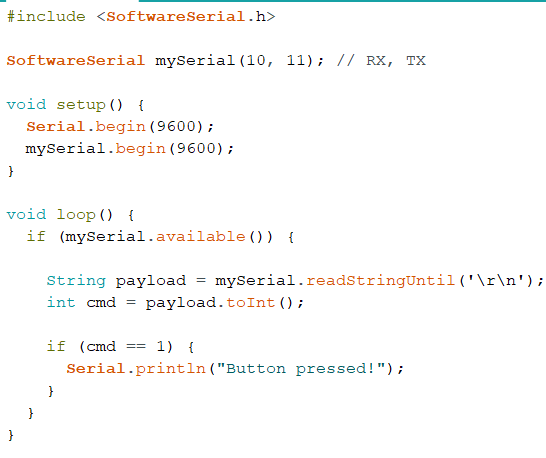 #include <SoftwareSerial.h>
SoftwareSerial mySerial(10, 11); // RX, TX
void setup() {
  Serial.begin(9600);
  mySerial.begin(9600);
}
void loop() {
  if (mySerial.available()) {
    String payload = mySerial.readStringUntil('\r\n');
    int cmd = payload.toInt();
    if (cmd == 1) {
      Serial.println("Button pressed!");
    }
  }
}